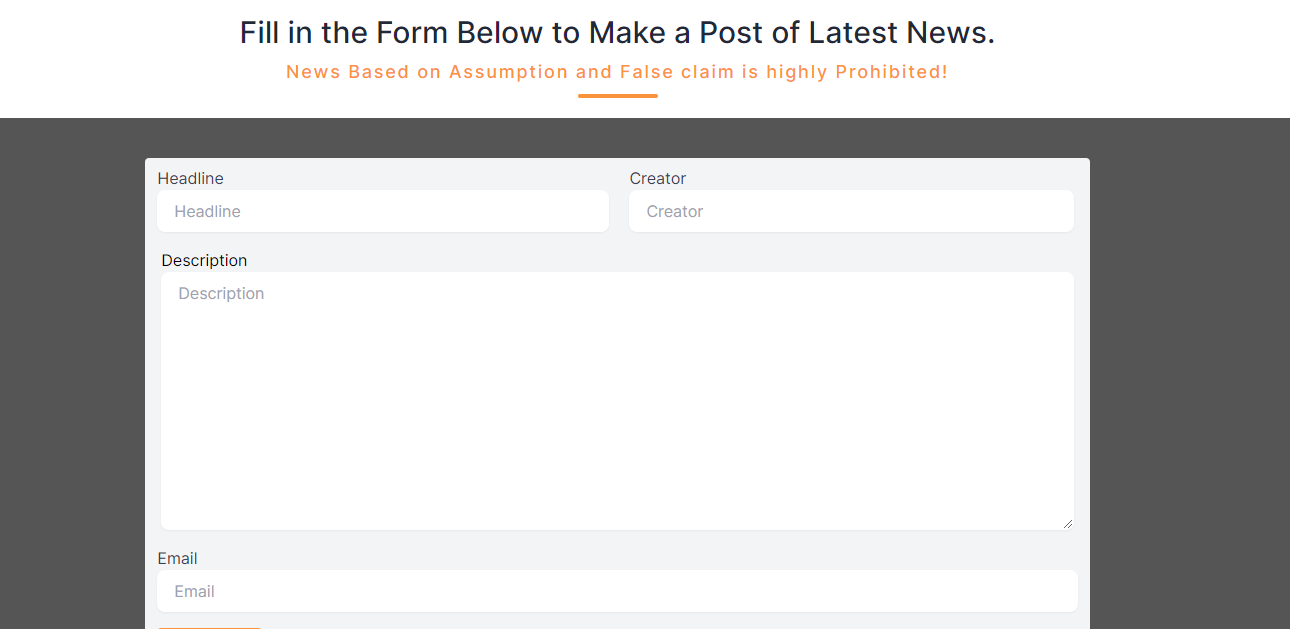 Fill in the Form Below to Make a Post of Latest News.
News Based on Assumption and False claim is highly Prohibited!
Headline Creator
Headline Creator
Description
Description
Email
Email